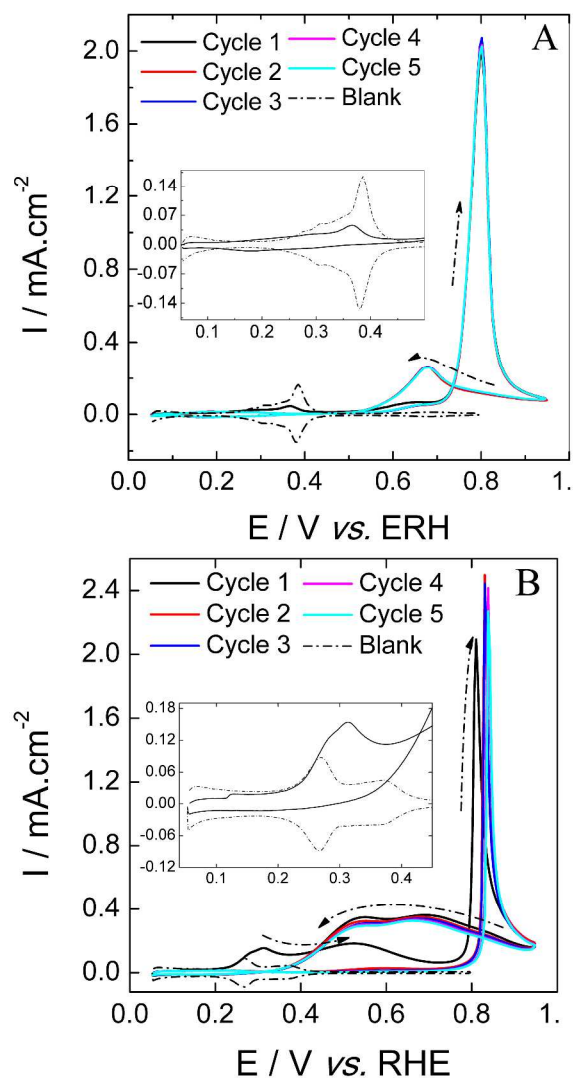 A
Cycle 1 Cycle 4
Cycle 2 Cycle 5
Cycle 3 Blank
2.0
1.6
1.2
0.8
0.4
0.0
I / mA.cm-2
0.14
0.07
0.00
-0.07
-0.14
0.1 0.2 0.3 0.4
0.0 0.2 0.4 0.6 0.8 1.
E / V vs. ERH
B
Cycle 1 Cycle 4
Cycle 2 Cycle 5
Cycle 3 Blank
2.4
2.0
1.6
1.2
0.8
0.4
0.0
I / mA.cm-2
0.18
0.12
0.06
0.00
-0.06
-0.12
0.1 0.2 0.3 0.4
0.0 0.2 0.4 0.6 0.8 1.
E / V vs. RHE